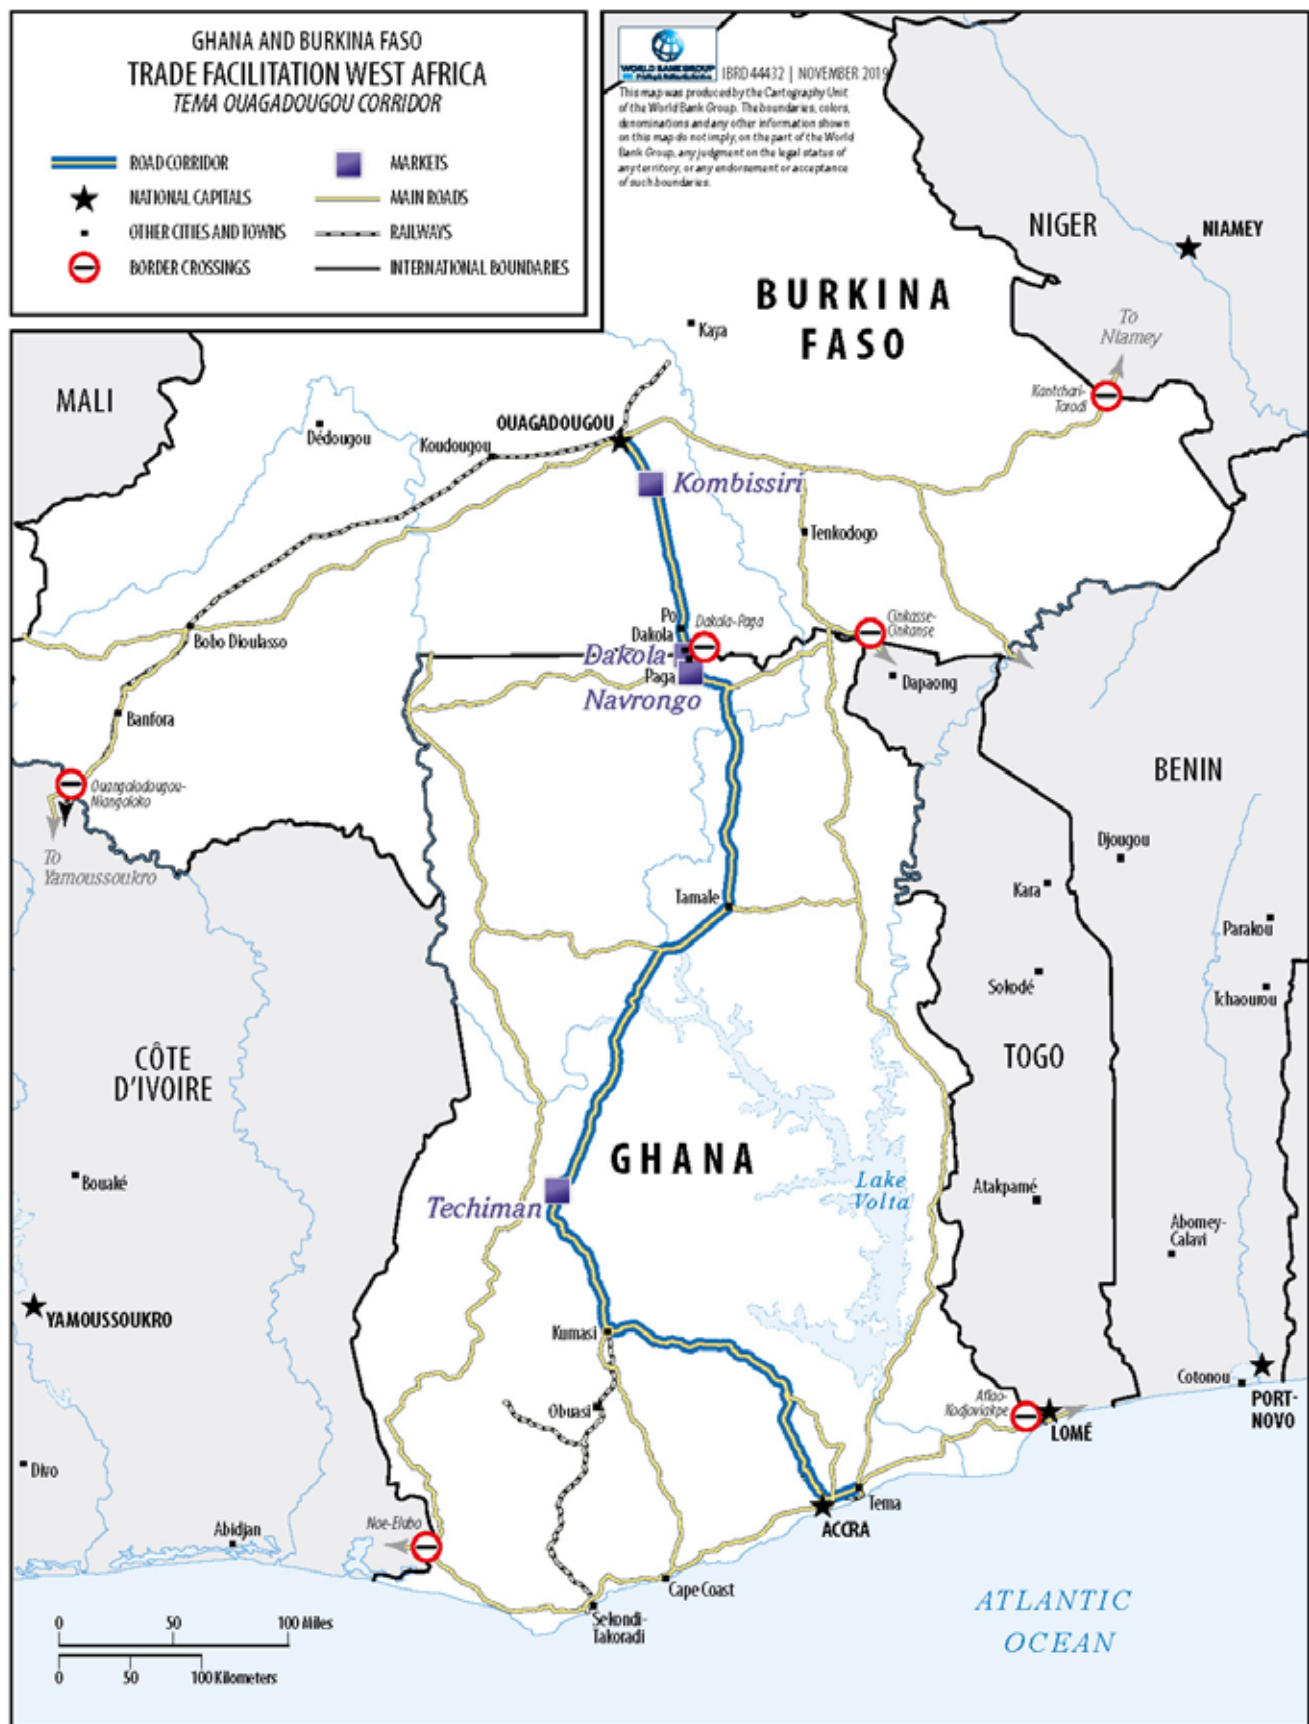 GHANA AND BURKINA FASO
TRADE FACILITATION WEST AFRICA
TEMA OUAGADOUGOU CORRIDOR
ROAD CORRIDOR
NATIONAL CAPITALS
OTHER CITIES AND TOWNS
BORDER CROSSINGS
MARKETS
MAIN ROADS
RAILWAYS
INTERNATIONAL BOUNDARIES
WORLD BANK GROUP
IBRD 44432 | NOVEMBER 2019
This map was produced by the Cartography Unit
of the World Bank Group. The boundaries, colors,
denominations and any other information shown
on this map do not imply, on the part of the World
Bank Group, any judgment on the legal status of
any territory, or any endorsement or acceptance
of such boundaries.
NIGER
NIAMEY
BURKINA
FASO
Kaya
To
Niamey
Kantchari-
Torodi
MALI
OUAGADOUGOU
Dédougou
Koudougou
Kombissiri
Tenkodogo
Po
Dakola
Dakola-Paga
Cinkasse-
Cinkanse
Bobo Dioulasso
Dakola
Paga
Navrongo
Dapaong
Banfora
BENIN
Ouangolodougou-
Niangoloko
To
Yamoussoukro
Djougou
Kara
Tamale
Parakou
Sokodé
Tchaourou
CÔTE
D'IVOIRE
TOGO
GHANA
Bouaké
Lake
Volta
Atakpamé
Techiman
Abomey-
Calavi
YAMOUSSOUKRO
Kumasi
Cotonou
PORT-
NOVO
Aflao-
Kodjoviakpe
LOMÉ
Obuasi
Divo
Tema
ACCRA
Noe-Elubo
Abidjan
Cape Coast
Sekondi-
Takoradi
ATLANTIC
OCEAN
0 50 100 Miles
0 50 100 Kilometers